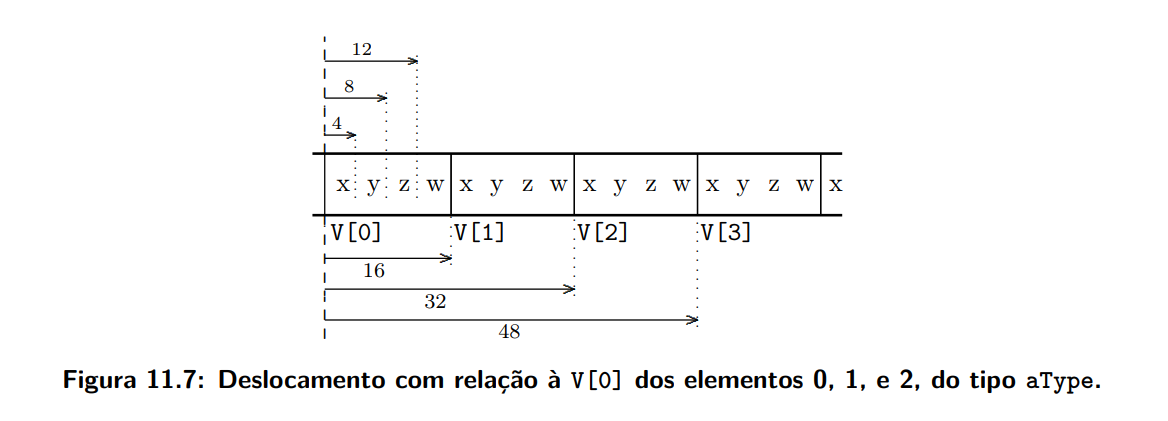 12
8
4
x y z w x y z w x y z w x y z w x
V[0] V[1] V[2] V[3]
16
32
48
Figura 11.7: Deslocamento com relação à V[0] dos elementos 0, 1, e 2, do tipo aType.